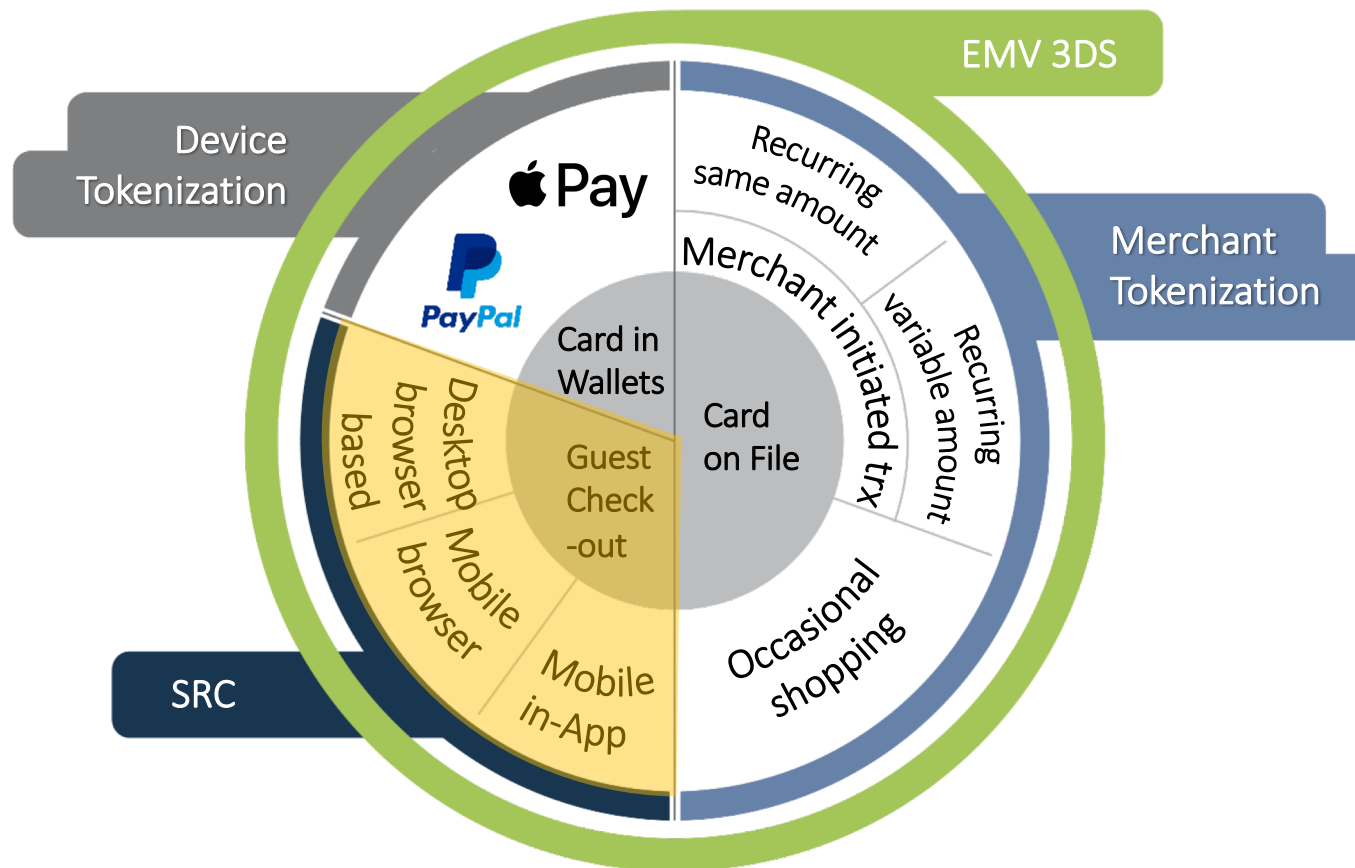 EMV 3DS
Device
Tokenization
Merchant
Tokenization
SRC
Pay
PayPal
Card in
Wallets
Card
on File
Guest
Check
-out
Merchant initiated trx
Recurring
same amount
Recurring
variable amount
Occasional
shopping
Desktop
browser
based
Mobile
browser
Mobile
in-App